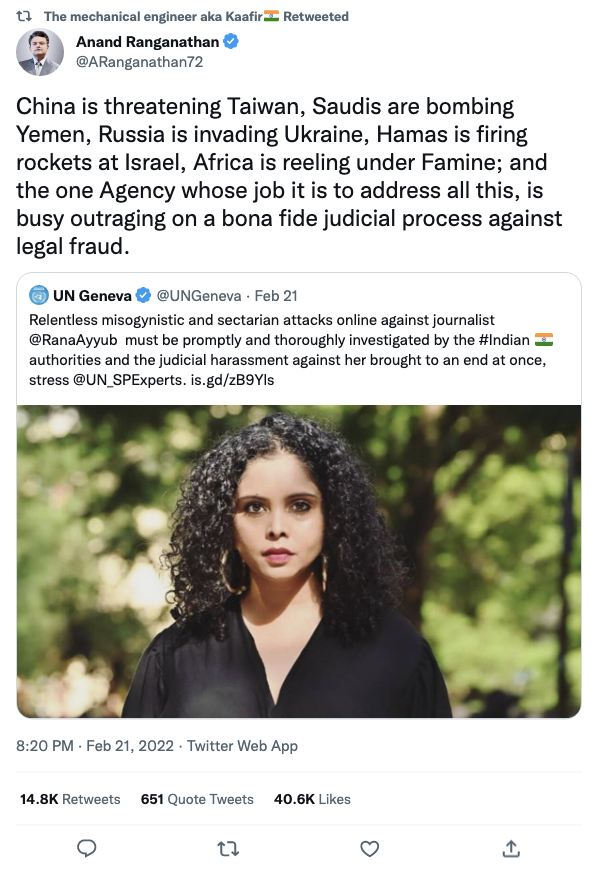 The mechanical engineer aka Kaafir🇮🇳 Retweeted
Anand Ranganathan
@ARanganathan72
China is threatening Taiwan, Saudis are bombing
Yemen, Russia is invading Ukraine, Hamas is firing
rockets at Israel, Africa is reeling under Famine; and
the one Agency whose job it is to address all this, is
busy outraging on a bona fide judicial process against
legal fraud.
UN Geneva @UNGeneva · Feb 21
Relentless misogynistic and sectarian attacks online against journalist
@RanaAyyub must be promptly and thoroughly investigated by the #Indian 🇮🇳
authorities and the judicial harassment against her brought to an end at once,
stress @UN_SPExperts. is.gd/zB9Yls
8:20 PM · Feb 21, 2022 · Twitter Web App
14.8K Retweets 651 Quote Tweets 40.6K Likes